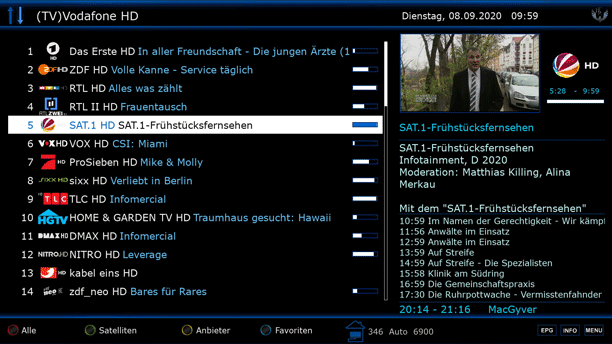 (TV)Vodafone HD
Dienstag, 08.09.2020 09:59
1 Das Erste HD In aller Freundschaft - Die jungen Ärzte (1
2 ZDF HD Volle Kanne - Service täglich
3 RTL HD Alles was zählt
4 RTL II HD Frauentausch
5 SAT.1 HD SAT.1-Frühstücksfernsehen
6 VOX HD CSI: Miami
7 ProSieben HD Mike & Molly
8 sixx HD Verliebt in Berlin
9 TLC HD Infomercial
10 HOME & GARDEN TV HD Traumhaus gesucht: Hawaii
11 DMAX HD Infomercial
12 NITRO HD Leverage
13 kabel eins HD
14 zdf_neo HD Bares für Rares
HD
5:28 - 9:59
SAT.1-Frühstücksfernsehen
SAT.1-Frühstücksfernsehen
Infotainment, D 2020
Moderation: Matthias Killing, Alina
Merkau
Mit dem "SAT.1-Frühstücksfernsehen"
10:59 Im Namen der Gerechtigkeit - Wir kämpf
11:56 Anwälte im Einsatz
12:59 Anwälte im Einsatz
13:59 Auf Streife
14:59 Auf Streife - Die Spezialisten
15:58 Klinik am Südring
16:59 Die Gemeinschaftspraxis
17:30 Die Ruhrpottwache - Vermisstenfahnder
20:14 - 21:16 MacGyver
Alle
Satelliten
Anbieter
Favoriten
346 Auto 6900
EPG
INFO
MENU